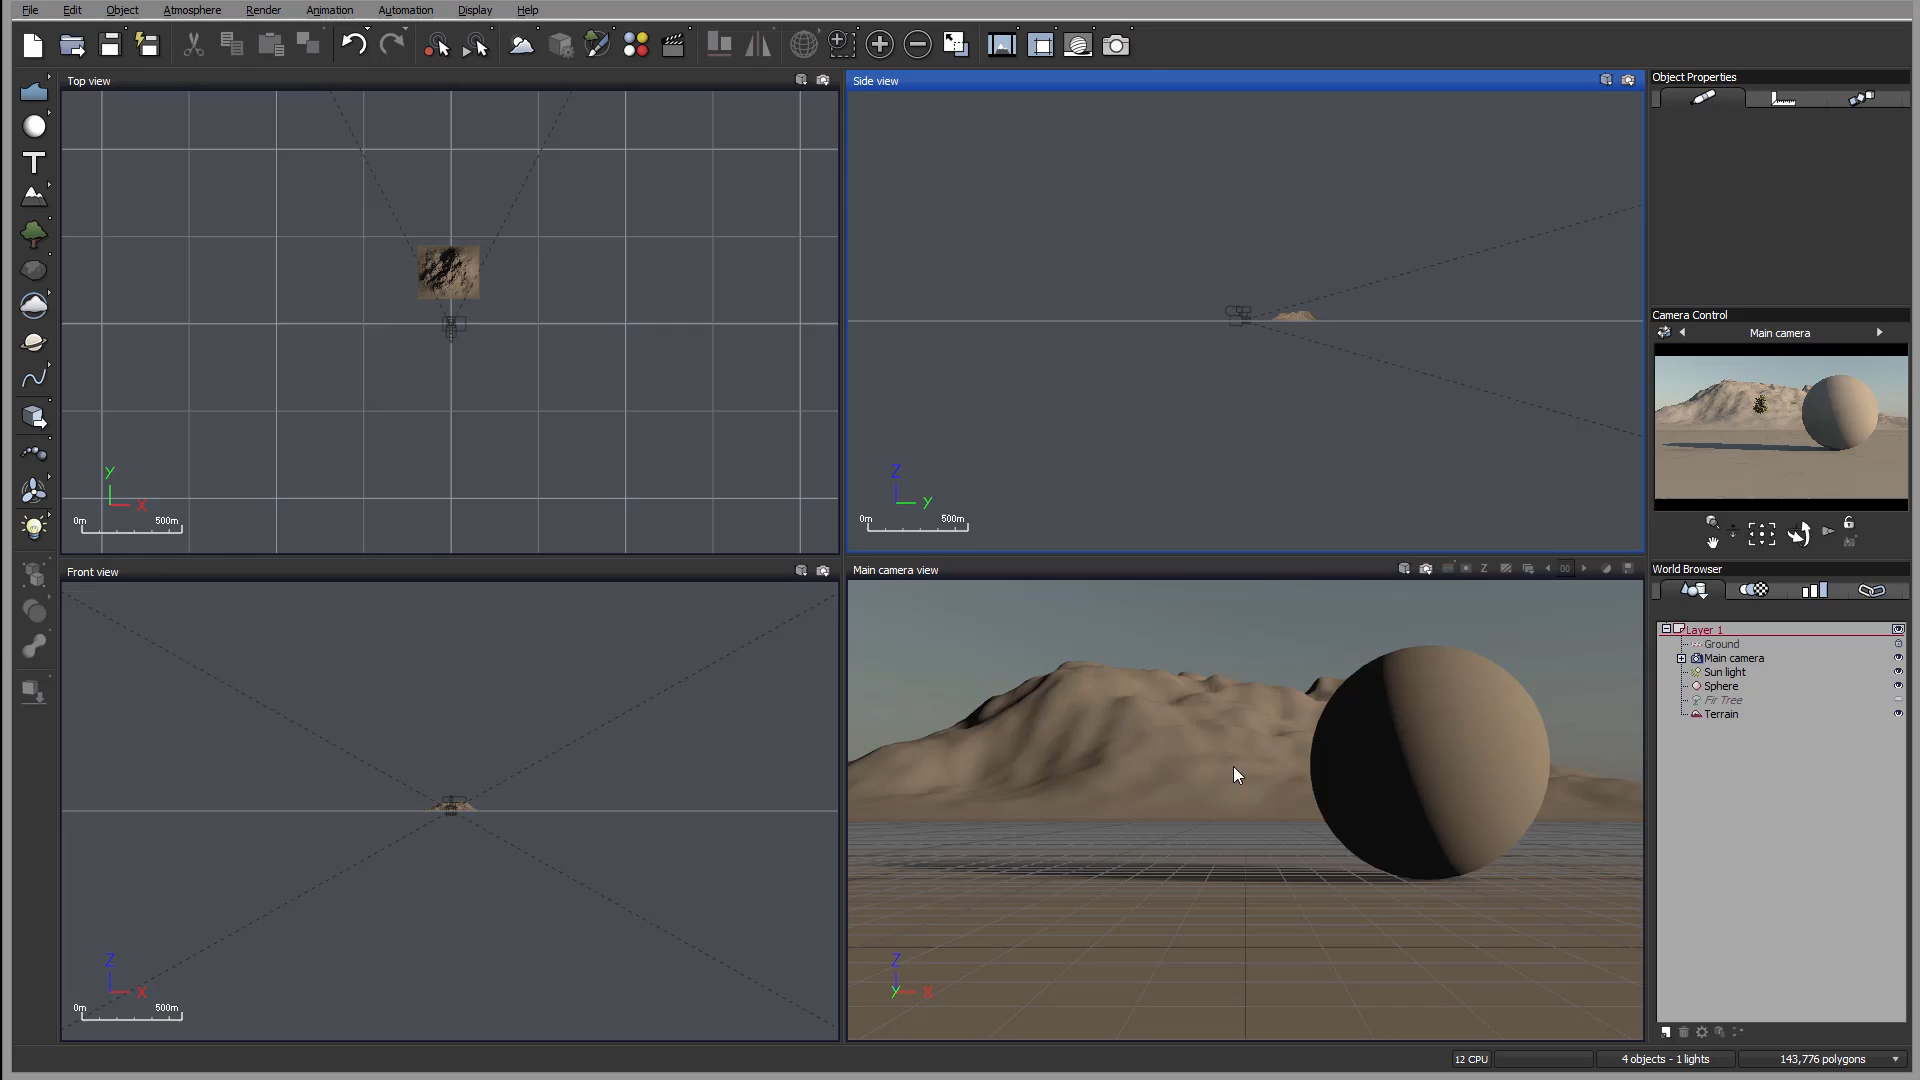 File Edit Object Atmosphere Render Animation Automation Display Help
Top view
Y
X
0m 500m
Side view
Z
Y
0m 500m
Front view
Z
X
0m 500m
Main camera view
Z
00
Z
Y X
Object Properties
Camera Control
Main camera
World Browser
Layer 1
Ground
Main camera
Sun light
Sphere
Fir Tree
Terrain
12 CPU
4 objects - 1 lights
143,776 polygons